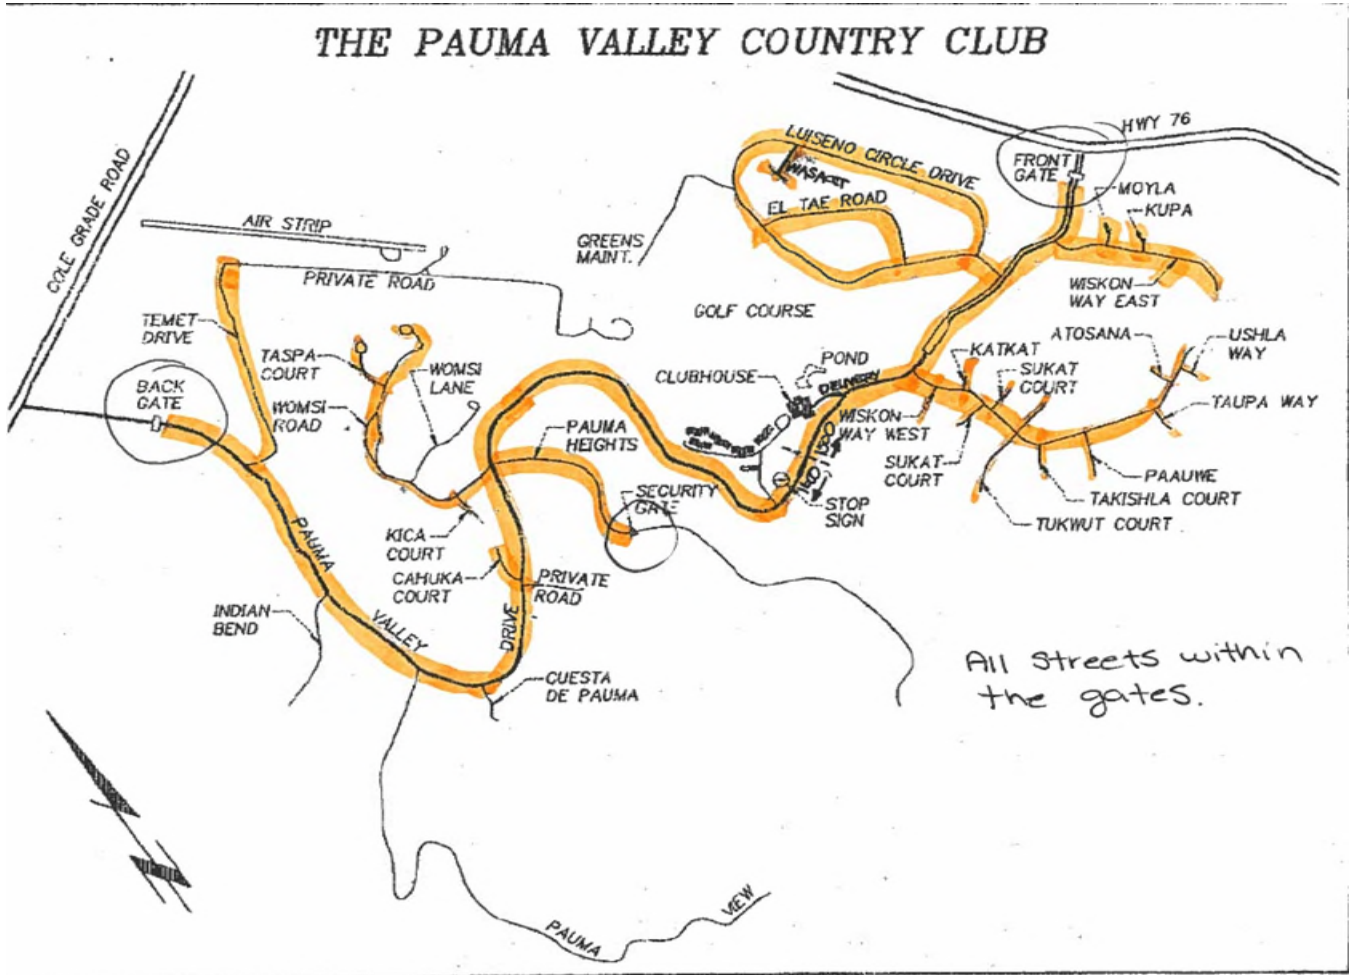 THE PAUMA VALLEY COUNTRY CLUB
HWY 76
FRONT
GATE
LUISENO CIRCLE DRIVE
EL TAE ROAD
MOYLA
KUPA
COLE GRADE ROAD
AIR STRIP
PRIVATE ROAD
GREENS
MAINT.
WISKON
WAY EAST
GOLF COURSE
TEMET
DRIVE
TASPA
COURT
WOMSI
LANE
WOMSI
ROAD
BACK
GATE
POND
CLUBHOUSE
DELIVERY
KATKAT
SUKAT
COURT
ATOSANA
USHLA
WAY
TAUPA WAY
WISKON
WAY WEST
SUKAT
COURT
PAAUWE
TAKISHLA COURT
TUKWUT COURT
STOP
SIGN
PAUMA
HEIGHTS
SECURITY
GATE
KICA
COURT
CAHUKA
COURT
PRIVATE
ROAD
PAUMA
VALLEY
DRIVE
INDIAN
BEND
CUESTA
DE PAUMA
All streets within
the gates.
PAUMA
VIEW